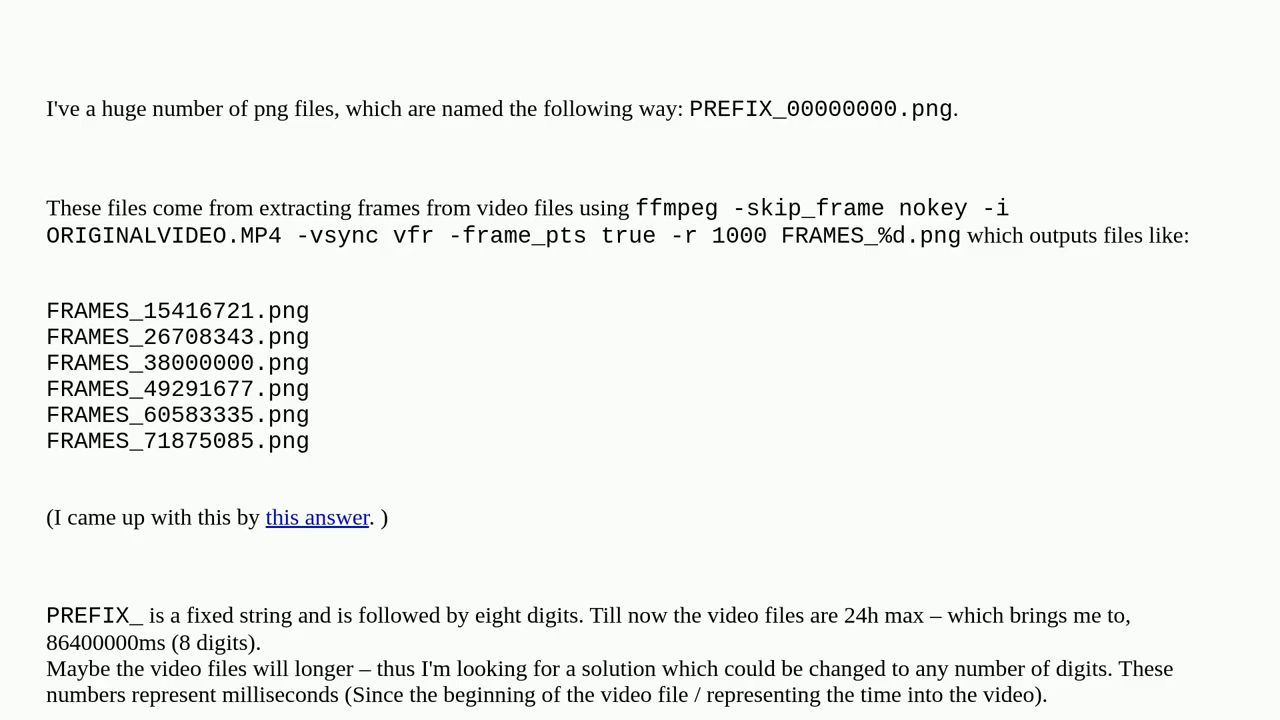 I've a huge number of png files, which are named the following way: PREFIX_00000000.png.
These files come from extracting frames from video files using ffmpeg -skip_frame nokey -i
ORIGINALVIDEO.MP4 -vsync vfr -frame_pts true -r 1000 FRAMES_%d.png which outputs files like:
FRAMES_15416721.png
FRAMES_26708343.png
FRAMES_38000000.png
FRAMES_49291677.png
FRAMES_60583335.png
FRAMES_71875085.png
(I came up with this by this answer. )
PREFIX_ is a fixed string and is followed by eight digits. Till now the video files are 24h max – which brings me to,
86400000ms (8 digits).
Maybe the video files will longer – thus I'm looking for a solution which could be changed to any number of digits. These
numbers represent milliseconds (Since the beginning of the video file / representing the time into the video).